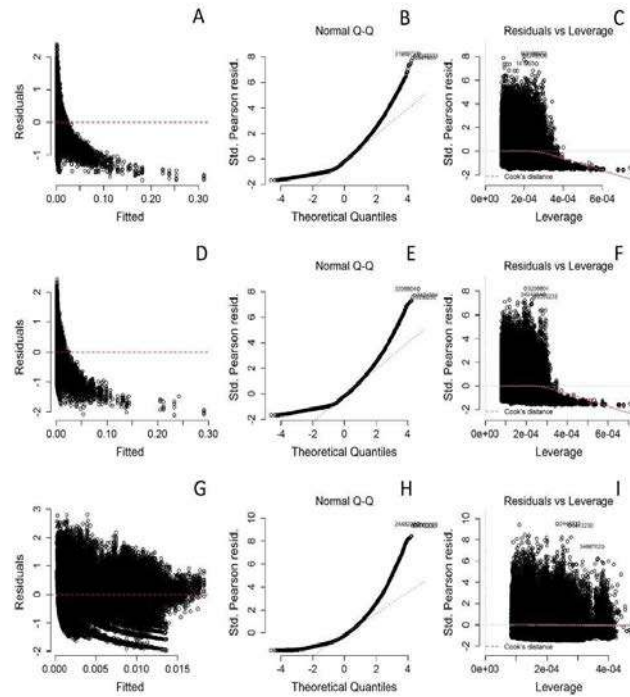 A
Residuals
2
1
0
-1
0.00
0.10
0.20
0.30
Fitted
B
Normal Q-Q
Std. Pearson resid.
8
6
4
2
0
-2
-4
-2
0
2
4
Theoretical Quantiles
C
Residuals vs Leverage
Std. Pearson resid.
8
6
4
2
0
-2
Cook's distance
0e+00
2e-04
4e-04
6e-04
Leverage
D
Residuals
2
1
0
-1
-2
0.00
0.10
0.20
0.30
Fitted
E
Normal Q-Q
Std. Pearson resid.
8
6
4
2
0
-2
-4
-2
0
2
4
Theoretical Quantiles
F
Residuals vs Leverage
Std. Pearson resid.
8
6
4
2
0
-2
Cook's distance
0e+00
2e-04
4e-04
6e-04
Leverage
G
Residuals
3
2
1
0
-1
-2
0.000
0.005
0.010
0.015
Fitted
H
Normal Q-Q
Std. Pearson resid.
10
8
6
4
2
0
-2
-4
-2
0
2
4
Theoretical Quantiles
I
Residuals vs Leverage
Std. Pearson resid.
10
8
6
4
2
0
-2
Cook's distance
0e+00
2e-04
4e-04
Leverage